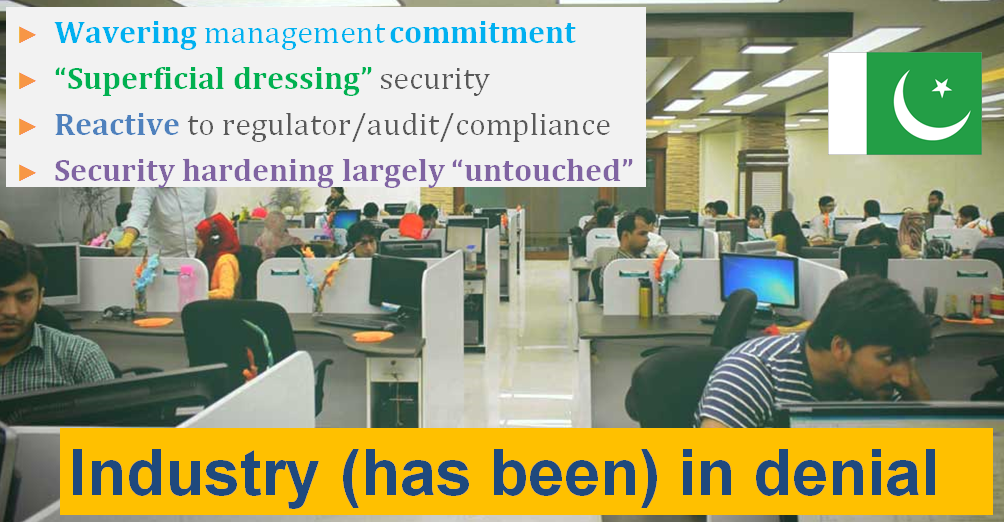 Wavering management commitment
“Superficial dressing” security
Reactive to regulator/audit/compliance
Security hardening largely “untouched”
Industry (has been) in denial